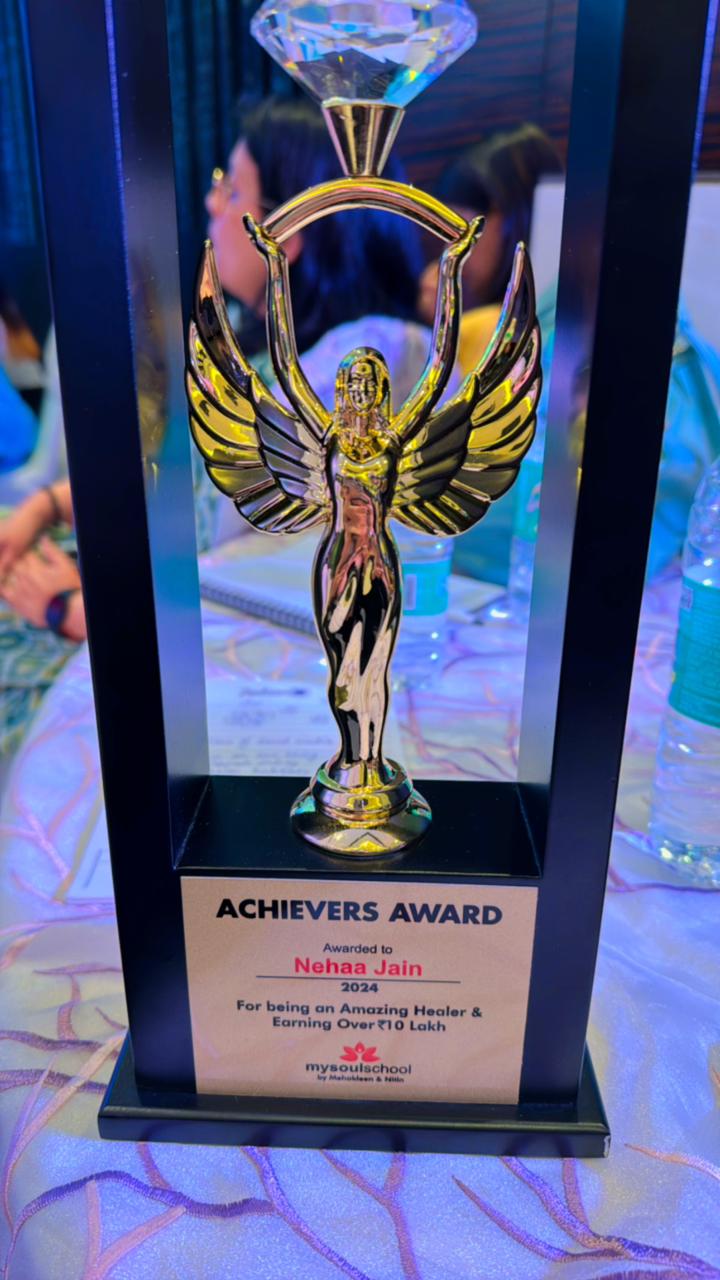 ACHIEVERS AWARD
Awarded to
Nehaa Jain
2024
For being an Amazing Healer &
Earning Over ₹10 Lakh
mysoulschool
by Mehakleen & Nitin